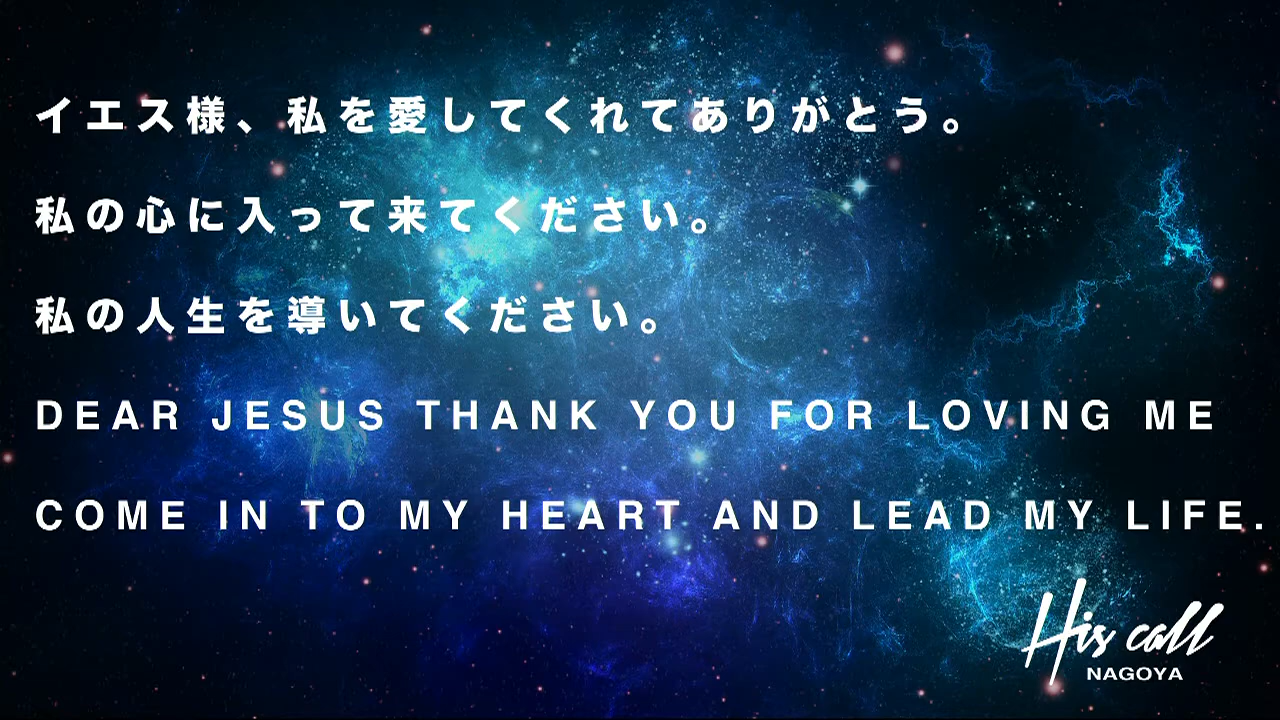 イエス様、私を愛してくれてありがとう。
私の心に入って来てください。
私の人生を導いてください。
DEAR JESUS THANK YOU FOR LOVING ME
COME IN TO MY HEART AND LEAD MY LIFE.
His call
NAGOYA